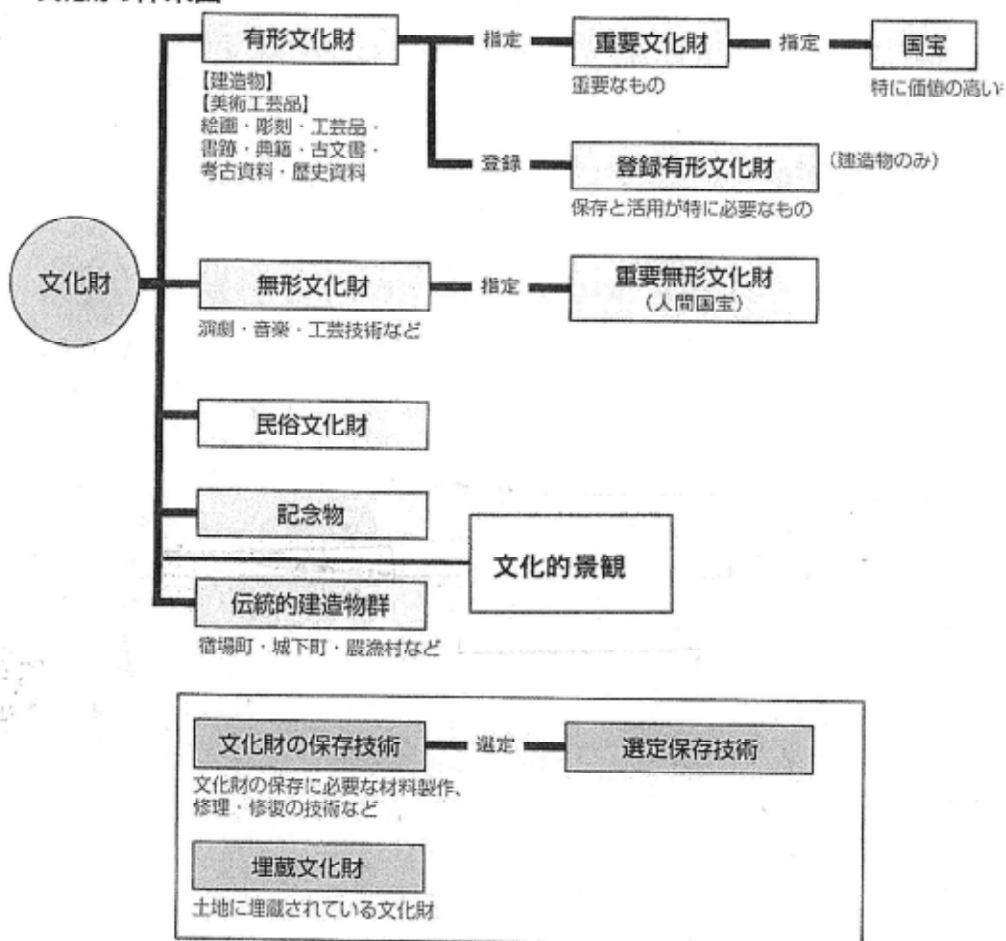 有形文化財
指定
重要文化財
指定
国宝
【建造物】
【美術工芸品】
絵画・彫刻・工芸品・
書跡・典籍・古文書・
考古資料・歴史資料
重要なもの
特に価値の高い
登録
登録有形文化財
(建造物のみ)
保存と活用が特に必要なもの
文化財
無形文化財
指定
重要無形文化財
(人間国宝)
演劇・音楽・工芸技術など
民俗文化財
記念物
文化的景観
伝統的建造物群
宿場町・城下町・農漁村など
文化財の保存技術
選定
選定保存技術
文化財の保存に必要な材料製作、
修理・修復の技術など
埋蔵文化財
土地に埋蔵されている文化財